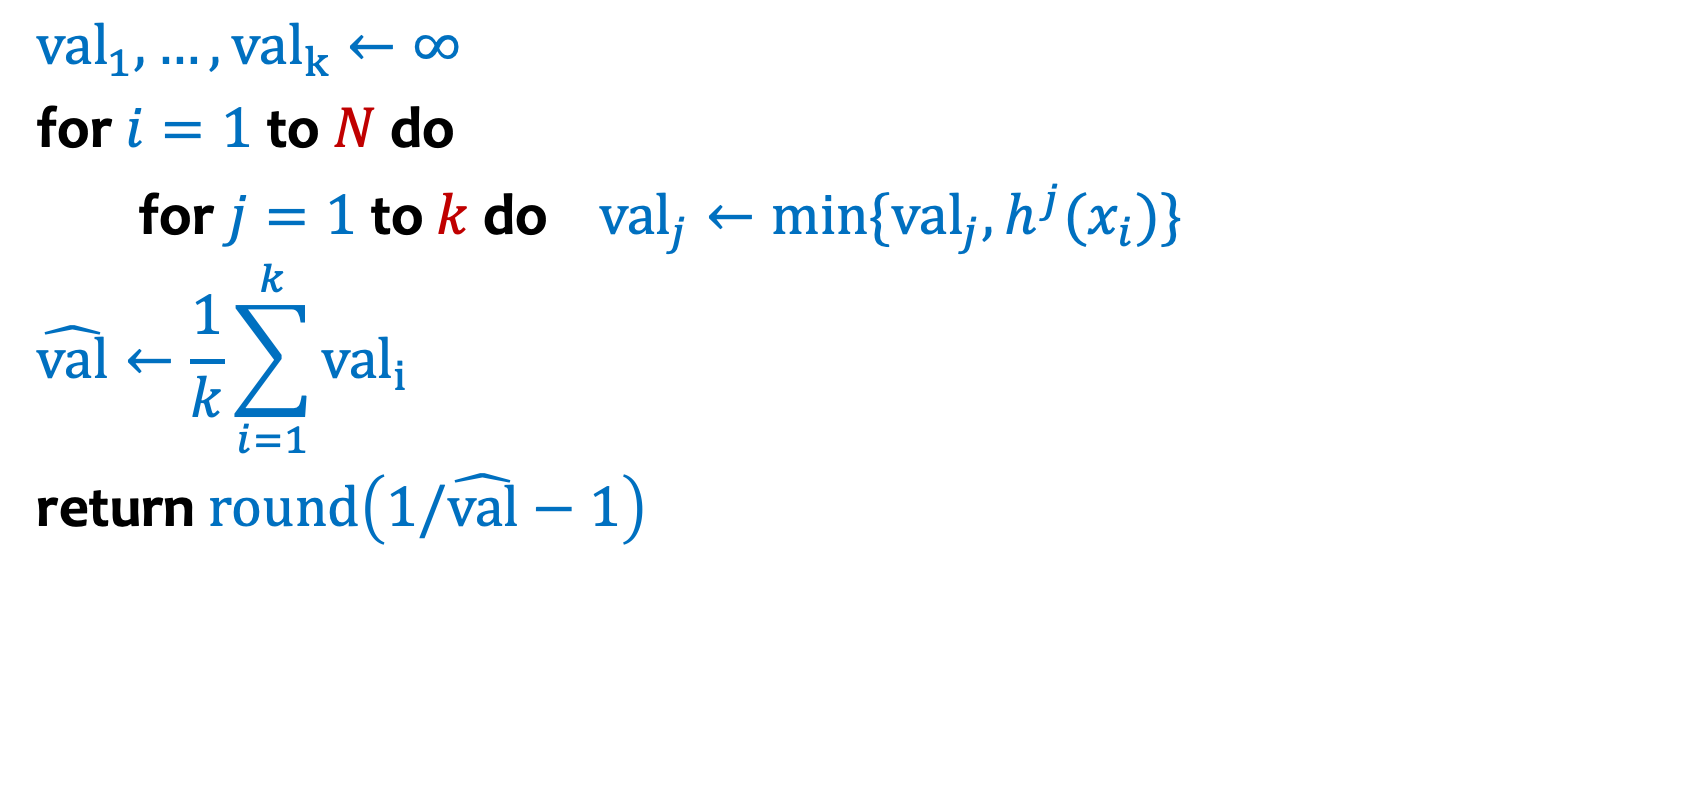 val₁, … , valₖ ← ∞
for i = 1 to N do
for j = 1 to k do val_j ← min{val_j, h^j(x_i)}
v̂al ← 1/k ∑_{i=1}^{k} val_i
return round(1/v̂al − 1)